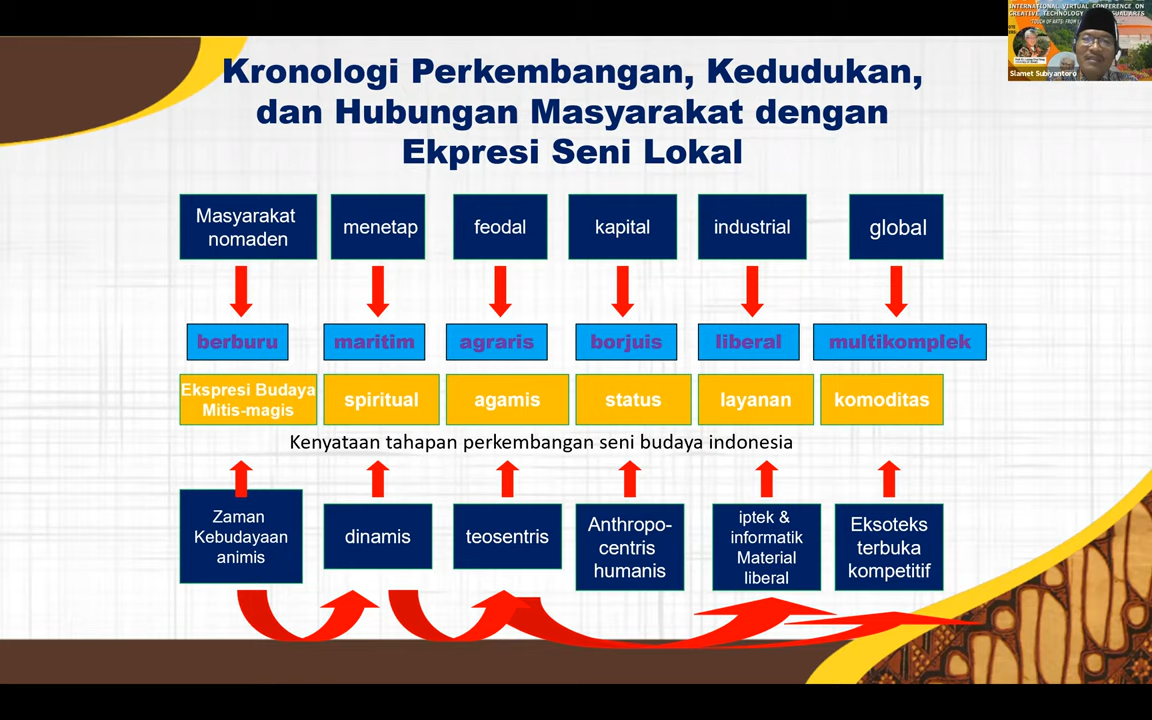 Kronologi Perkembangan, Kedudukan,
dan Hubungan Masyarakat dengan
Ekpresi Seni Lokal
Masyarakat
nomaden
menetap
feodal
kapital
industrial
global
berburu
maritim
agraris
borjuis
liberal
multikomplek
Ekspresi Budaya
Mitis-magis
spiritual
agamis
status
layanan
komoditas
Kenyataan tahapan perkembangan seni budaya indonesia
Zaman
Kebudayaan
animis
dinamis
teosentris
Anthropo-
centris
humanis
iptek &
informatik
Material
liberal
Eksoteks
terbuka
kompetitif
INTERNATIONAL VIRTUAL CONFERENCE ON
CREATIVE TECHNOLOGY
Slamet Subiyantoro